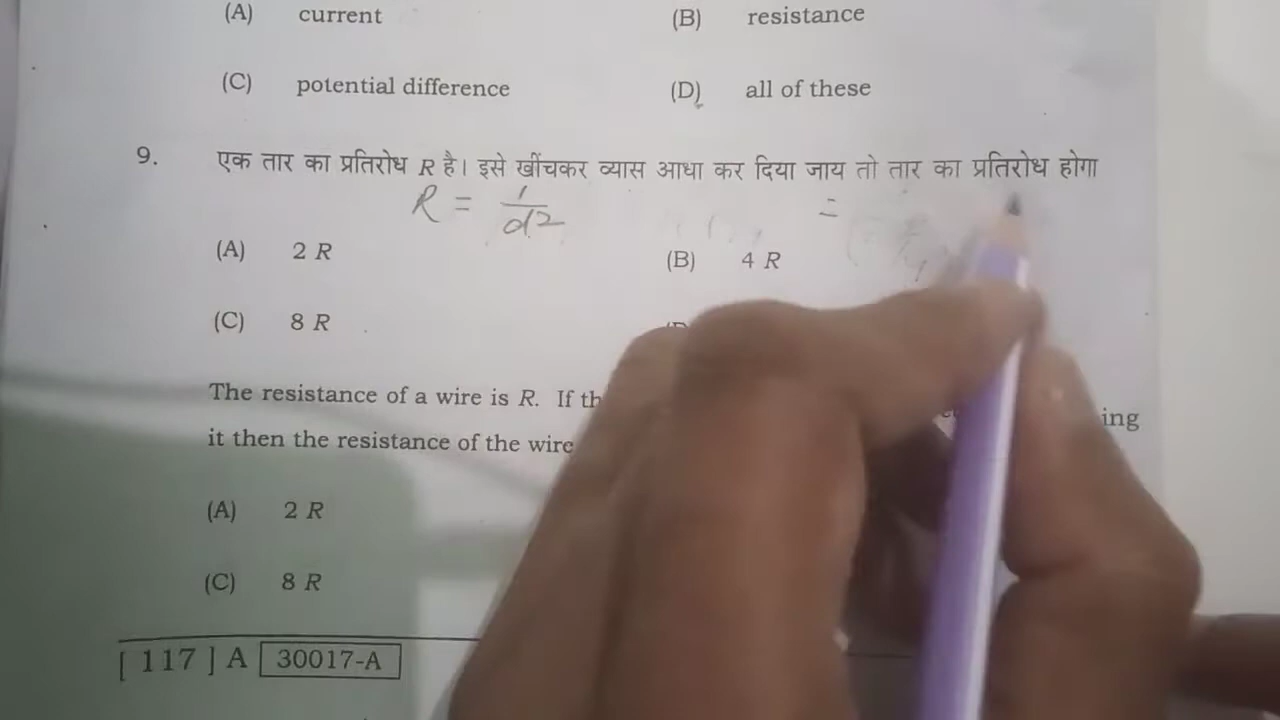 (A) current (B) resistance
(C) potential difference (D) all of these
9. एक तार का प्रतिरोध R है। इसे खींचकर व्यास आधा कर दिया जाय तो तार का प्रतिरोध होगा
R = 1/d2 =
(A) 2 R (B) 4 R
(C) 8 R
The resistance of a wire is R. If ing
it then the resistance of the wire
(A) 2 R
(C) 8 R
[ 117 ] A 30017-A